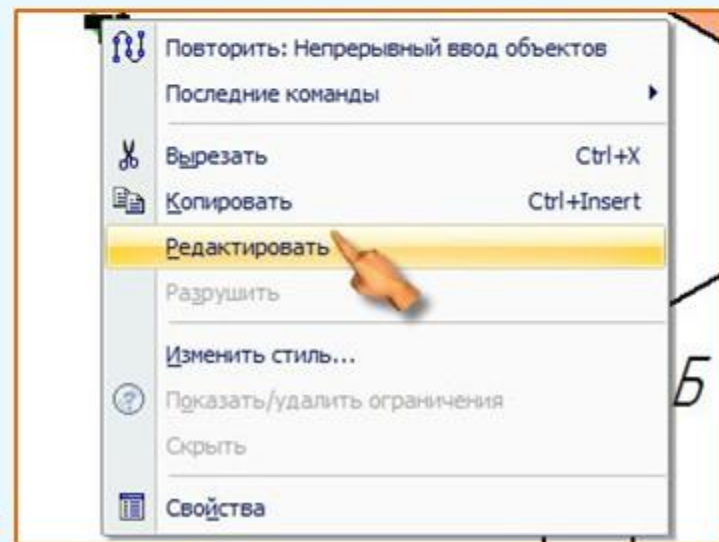 Повторить: Непрерывный ввод объектов
Последние команды
Вырезать Ctrl+X
Копировать Ctrl+Insert
Редактировать
Разрушить
Изменить стиль...
Показать/удалить ограничения
Скрыть
Свойства
Б